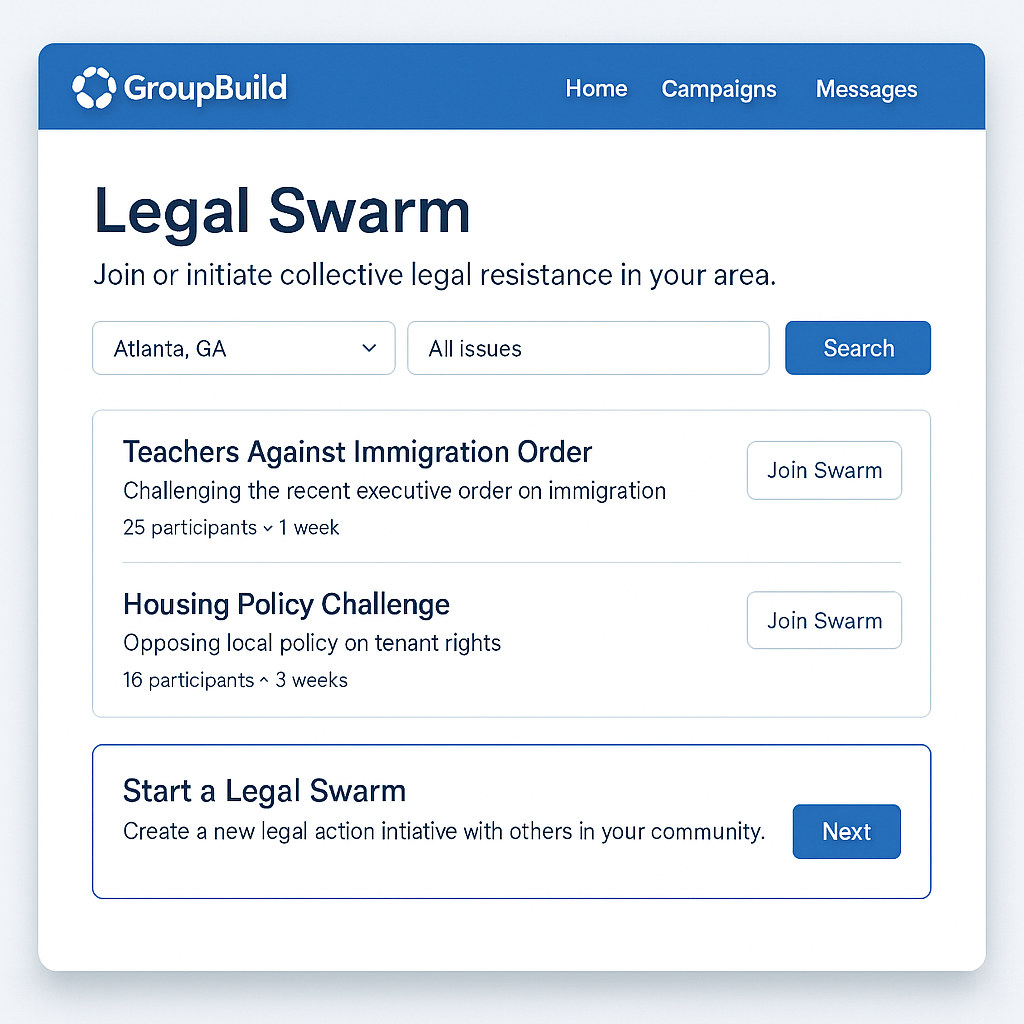 GroupBuild
Home Campaigns Messages
Legal Swarm
Join or initiate collective legal resistance in your area.
Atlanta, GA All issues Search
Teachers Against Immigration Order
Join Swarm
Challenging the recent executive order on immigration
25 participants ⌄ 1 week
Housing Policy Challenge
Join Swarm
Opposing local policy on tenant rights
16 participants ^ 3 weeks
Start a Legal Swarm
Create a new legal action intiative with others in your community.
Next